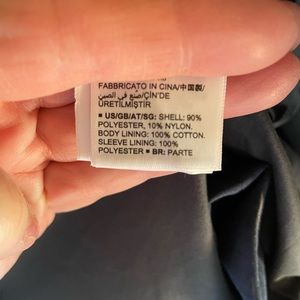 FABBRICATO IN CINA/中国製/
صنع في الصين/ÇİN'DE
ÜRETİLMİŞTİR
■ US/GB/AT/SG: SHELL: 90%
POLYESTER, 10% NYLON.
BODY LINING: 100% COTTON.
SLEEVE LINING: 100%
POLYESTER ■ BR: PARTE